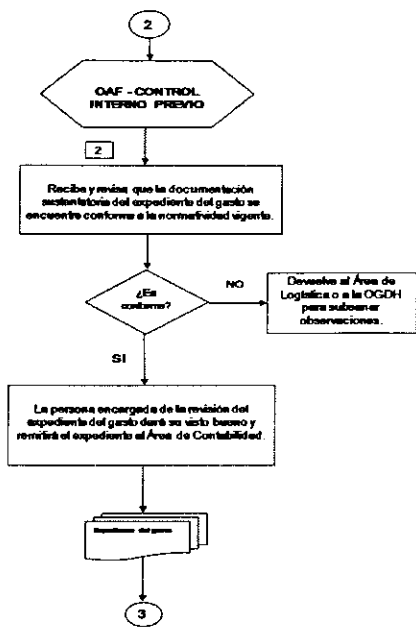 2
OAF - CONTROL
INTERNO PREVIO
2
Recibe y revisa que la documentación
sustentatoria del expediente del gasto se
encuentre conforme a la normatividad vigente.
¿Es
conforme?
NO
Devuelve al Área de
Logística o a la OGDH
para subsanar
observaciones.
SI
La persona encargada de la revisión del
expediente del gasto dará su visto bueno y
remitirá el expediente al Área de Contabilidad.
Expediente del gasto
3